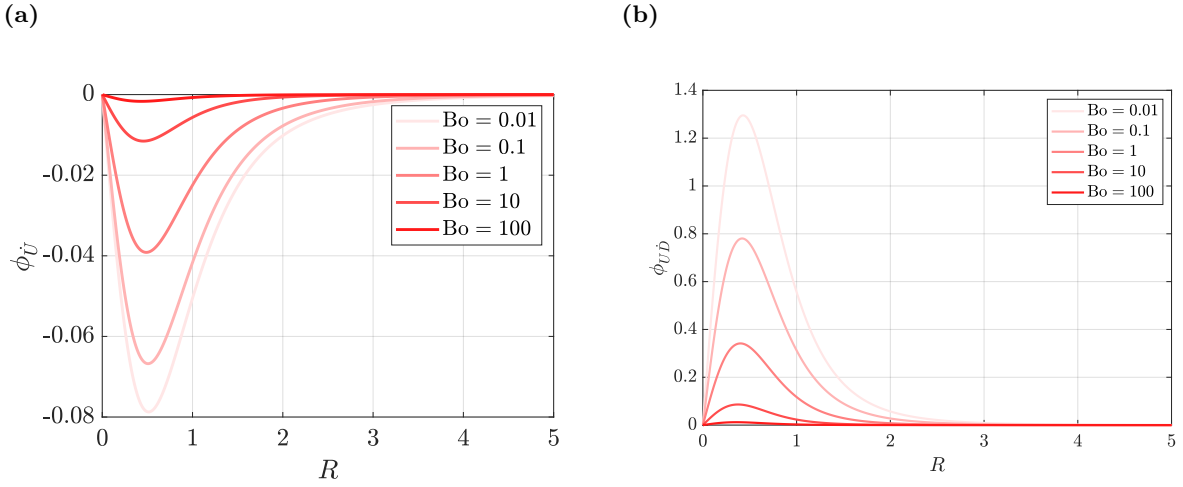 (a)
0
-0.02
-0.04
-0.06
-0.08
0 1 2 3 4 5
R
ϕ_U̇
Bo = 0.01
Bo = 0.1
Bo = 1
Bo = 10
Bo = 100
(b)
1.4
1.2
1
0.8
0.6
0.4
0.2
0
0 1 2 3 4 5
R
ϕ_UḊ
Bo = 0.01
Bo = 0.1
Bo = 1
Bo = 10
Bo = 100